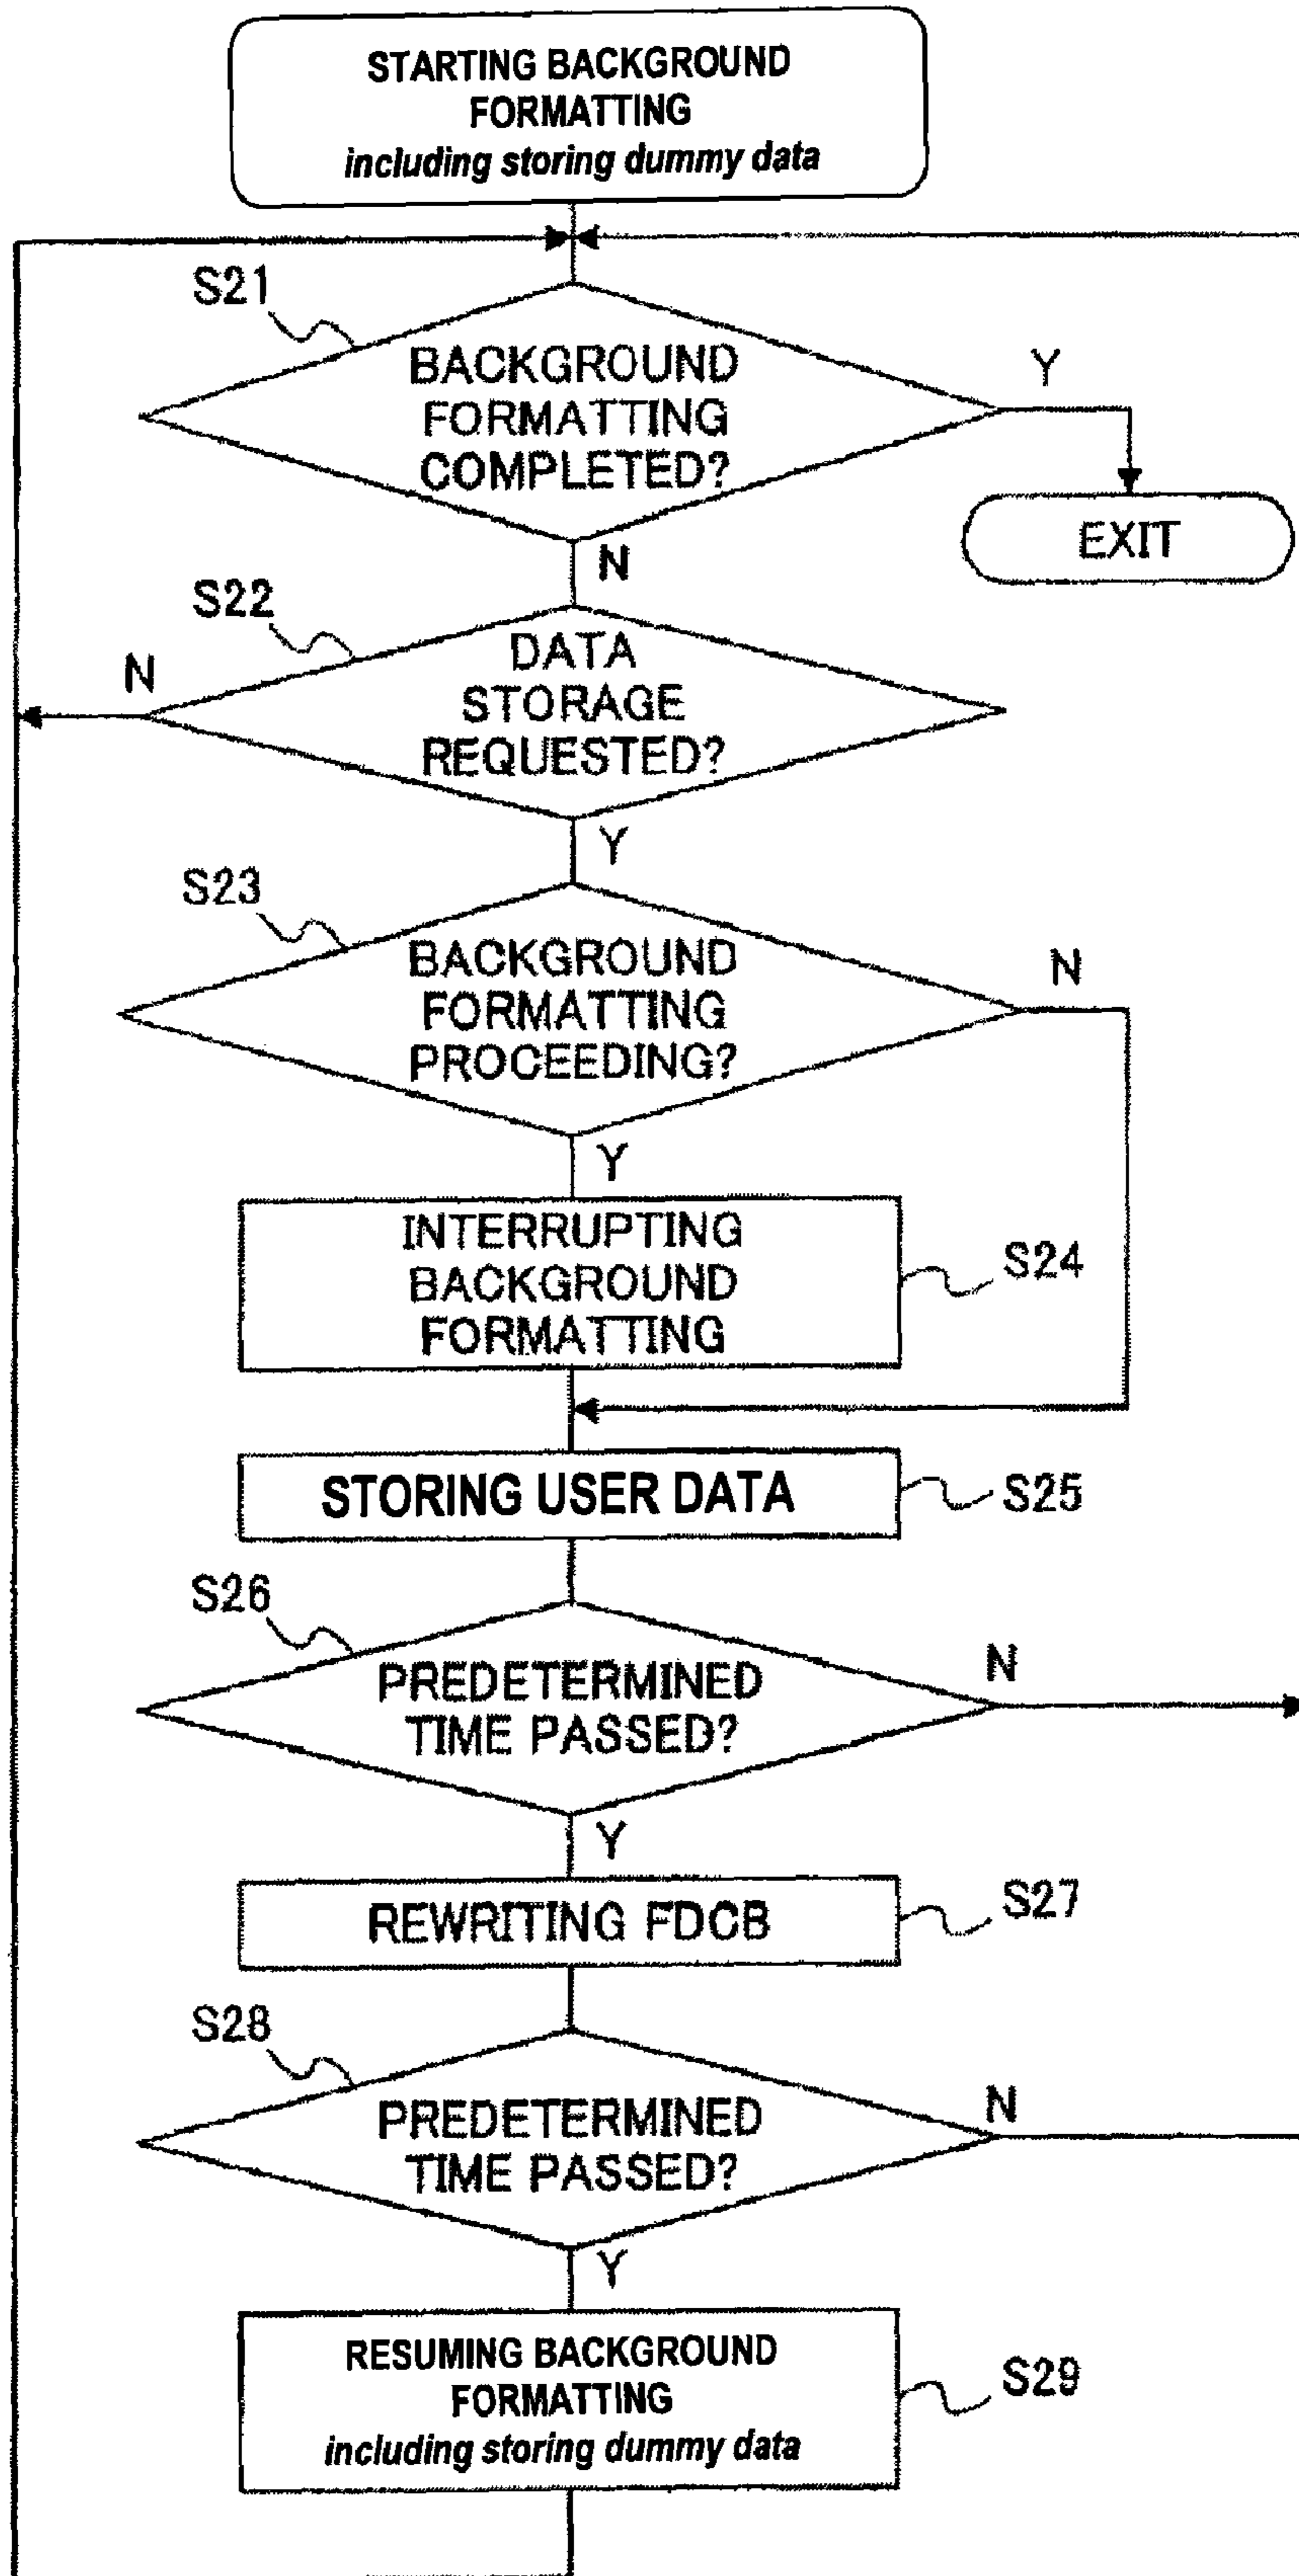 STARTING BACKGROUND
FORMATTING
including storing dummy data
S21
BACKGROUND
FORMATTING
COMPLETED?
Y
EXIT
N
S22
DATA
STORAGE
REQUESTED?
N
Y
S23
BACKGROUND
FORMATTING
PROCEEDING?
N
Y
INTERRUPTING
BACKGROUND
FORMATTING
S24
STORING USER DATA
S25
S26
PREDETERMINED
TIME PASSED?
N
Y
REWRITING FDCB
S27
S28
PREDETERMINED
TIME PASSED?
N
Y
RESUMING BACKGROUND
FORMATTING
including storing dummy data
S29